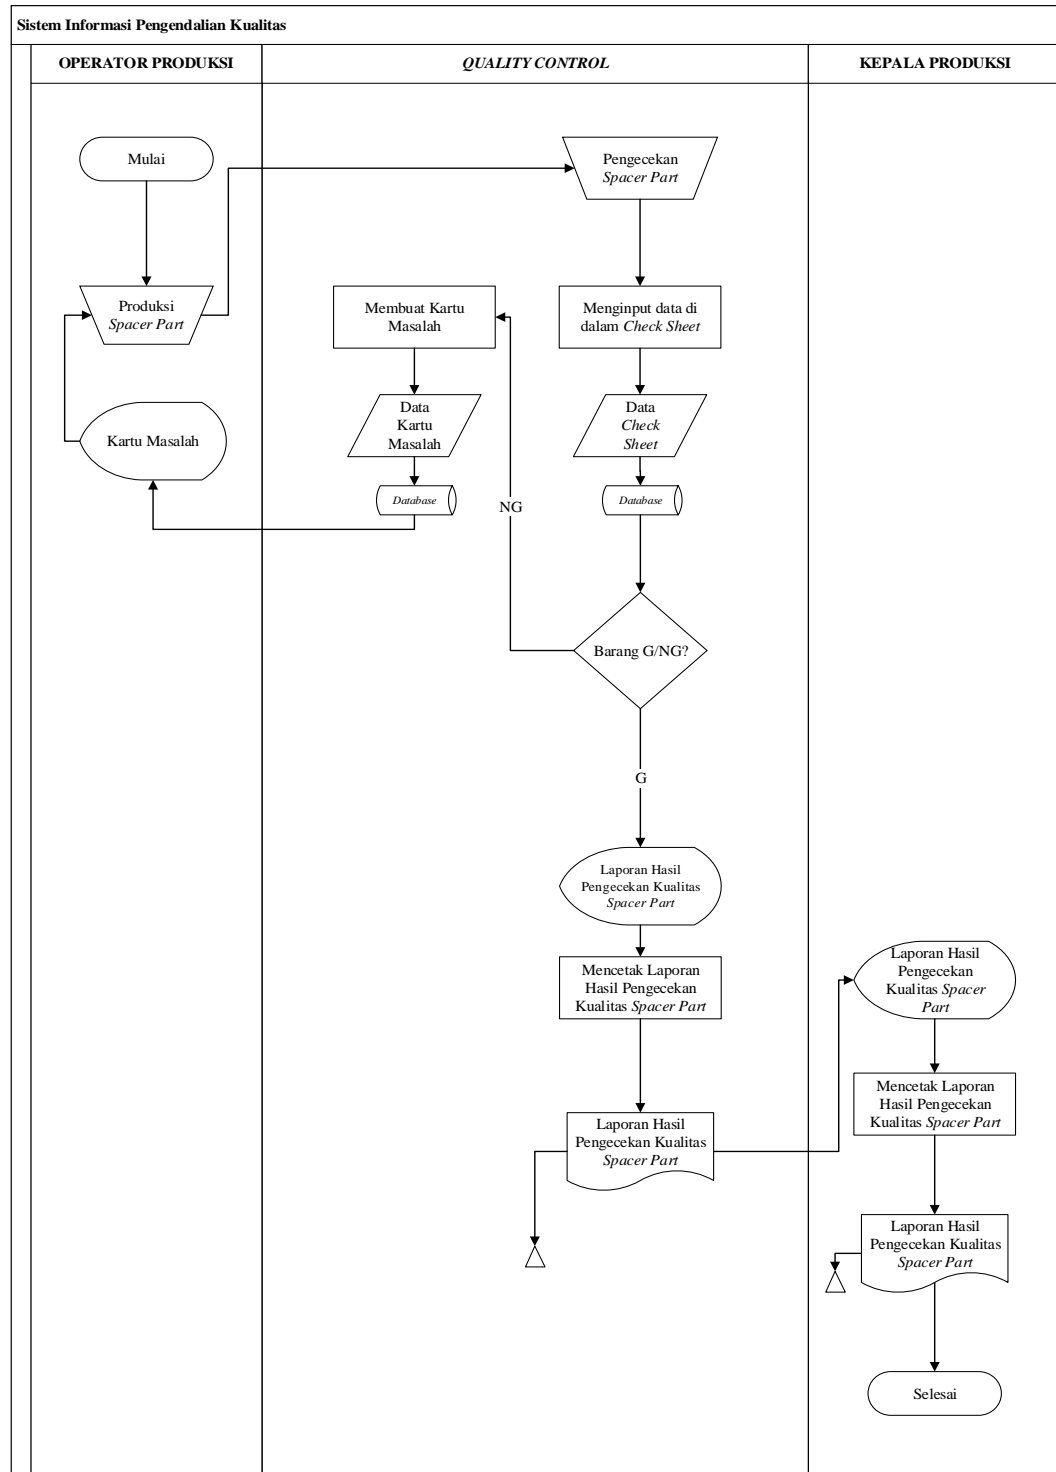 Sistem Informasi Pengendalian Kualitas
OPERATOR PRODUKSI
QUALITY CONTROL
KEPALA PRODUKSI
Mulai
Pengecekan
Spacer Part
Produksi
Spacer Part
Membuat Kartu
Masalah
Menginput data di
dalam Check Sheet
Kartu Masalah
Data
Kartu
Masalah
Data
Check
Sheet
Database
Database
NG
Barang G/NG?
G
Laporan Hasil
Pengecekan Kualitas
Spacer Part
Mencetak Laporan
Hasil Pengecekan
Kualitas Spacer Part
Laporan Hasil
Pengecekan Kualitas
Spacer Part
Laporan Hasil
Pengecekan
Kualitas Spacer
Part
Mencetak Laporan
Hasil Pengecekan
Kualitas Spacer Part
Laporan Hasil
Pengecekan Kualitas
Spacer Part
Selesai